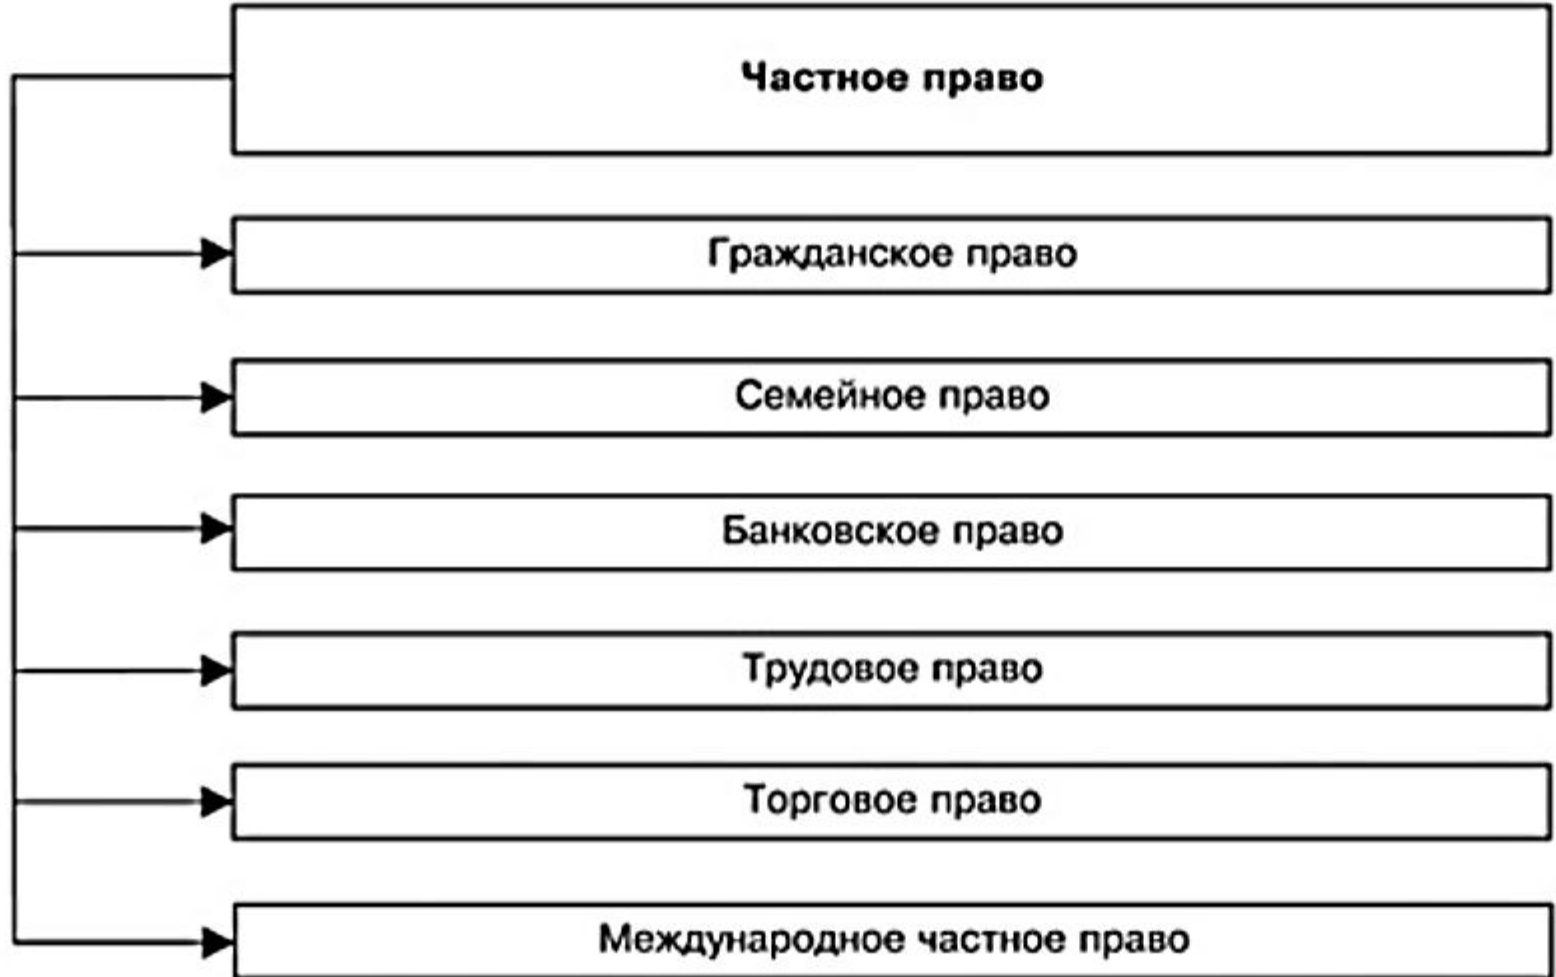 Частное право
Гражданское право
Семейное право
Банковское право
Трудовое право
Торговое право
Международное частное право